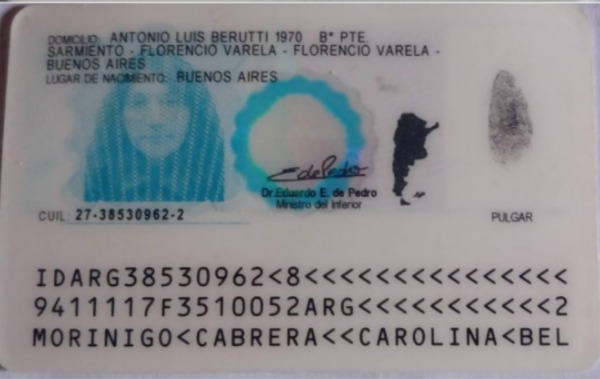 DOMICILIO: ANTONIO LUIS BERUTTI 1970 B° PTE.
SARMIENTO - FLORENCIO VARELA - FLORENCIO VARELA -
BUENOS AIRES
LUGAR DE NACIMIENTO: BUENOS AIRES
EdePedro
Dr. Eduardo E. de Pedro
Ministro del Interior
CUIL: 27-38530962-2
PULGAR
IDARG38530962<8<<<<<<<<<<<<<<<
9411117F3510052ARG<<<<<<<<<<<2
MORINIGO<CABRERA<<CAROLINA<BEL